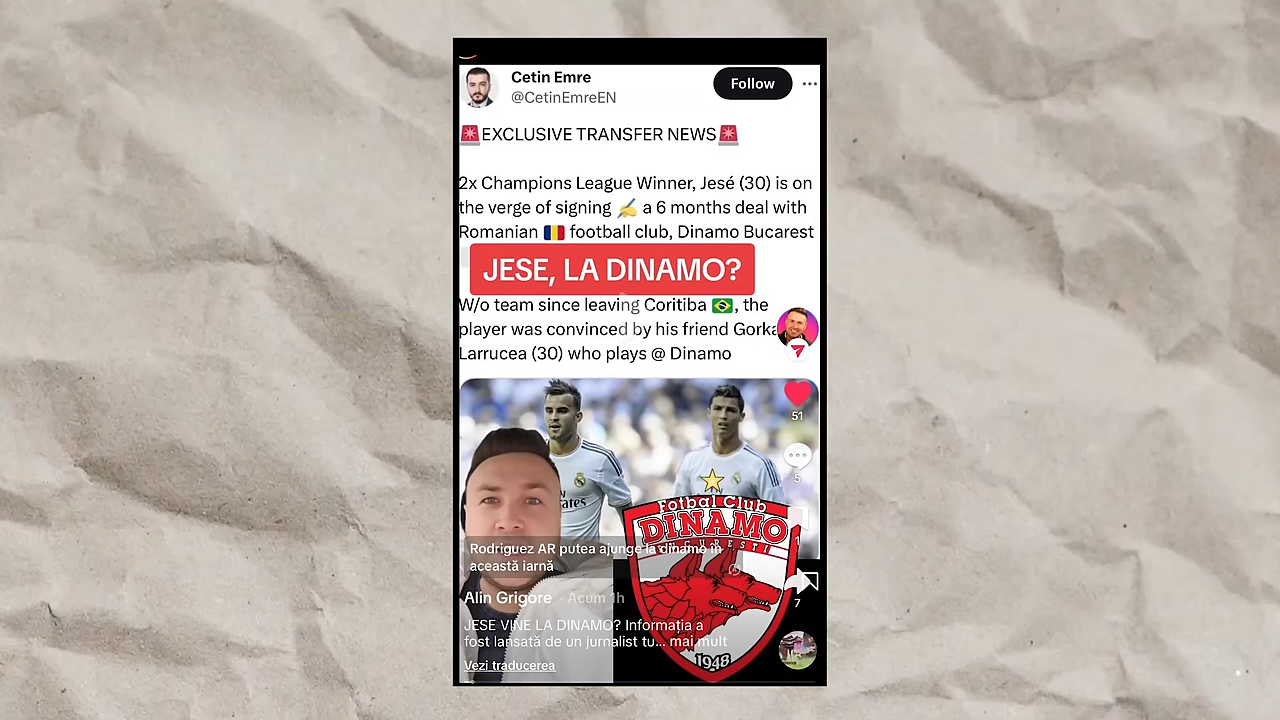 Cetin Emre
@CetinEmreEN
Follow
🚨EXCLUSIVE TRANSFER NEWS🚨
2x Champions League Winner, Jesé (30) is on
the verge of signing ✍️ a 6 months deal with
Romanian 🇷🇴 football club, Dinamo Bucarest
JESE, LA DINAMO?
W/o team since leaving Coritiba 🇧🇷, the
player was convinced by his friend Gorka
Larrucea (30) who plays @ Dinamo
51
5
Fotbal Club
DINAMO
BUCUREȘTI
Rodriguez AR putea ajunge la dinamo în
această iarnă
Alin Grigore · Acum 1h
7
JESE VINE LA DINAMO? Informația a
fost lansată de un jurnalist tu... mai mult
1948
Vezi traducerea